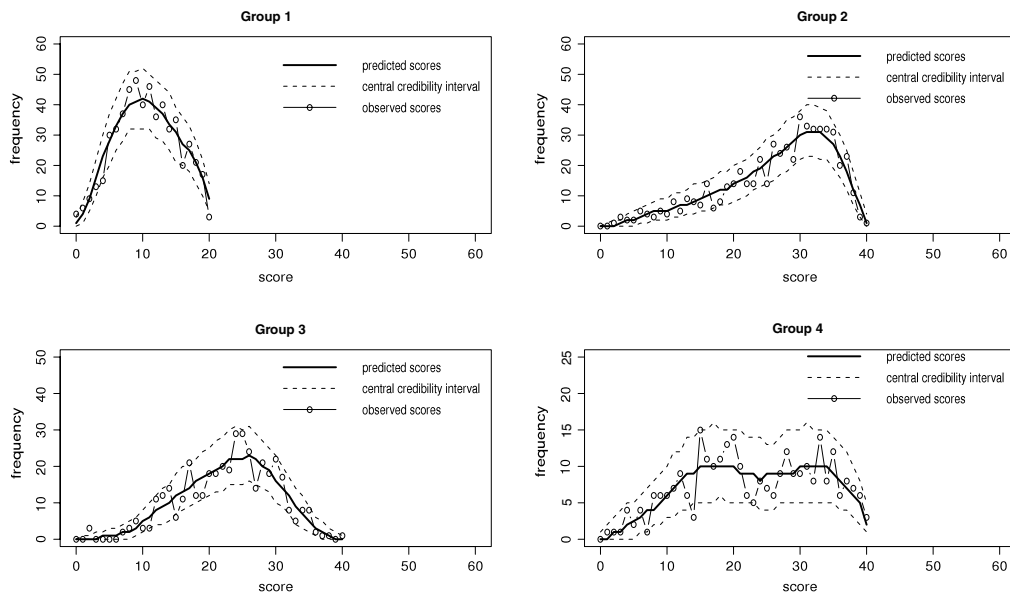 Group 1
60
50
40
30
20
10
0
frequency
predicted scores
central credibility interval
observed scores
0 10 20 30 40 50 60
score
Group 2
60
50
40
30
20
10
0
frequency
predicted scores
central credibility interval
observed scores
0 10 20 30 40 50 60
score
Group 3
50
40
30
20
10
0
frequency
predicted scores
central credibility interval
observed scores
0 10 20 30 40 50 60
score
Group 4
25
20
15
10
5
0
frequency
predicted scores
central credibility interval
observed scores
0 10 20 30 40 50 60
score